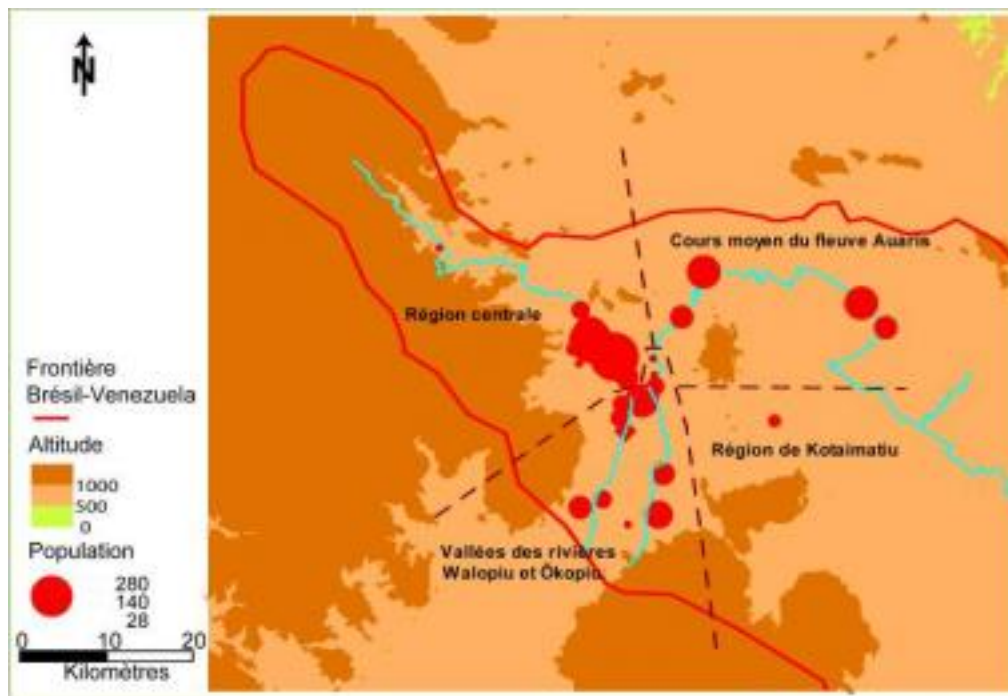 N
Cours moyen du fleuve Auaris
Région centrale
Région de Kotaimatiu
Vallées des rivières
Walopiu et Ökopiu
Frontière
Brésil-Venezuela
Altitude
1000
500
0
Population
280
140
28
0 10 20
Kilomètres